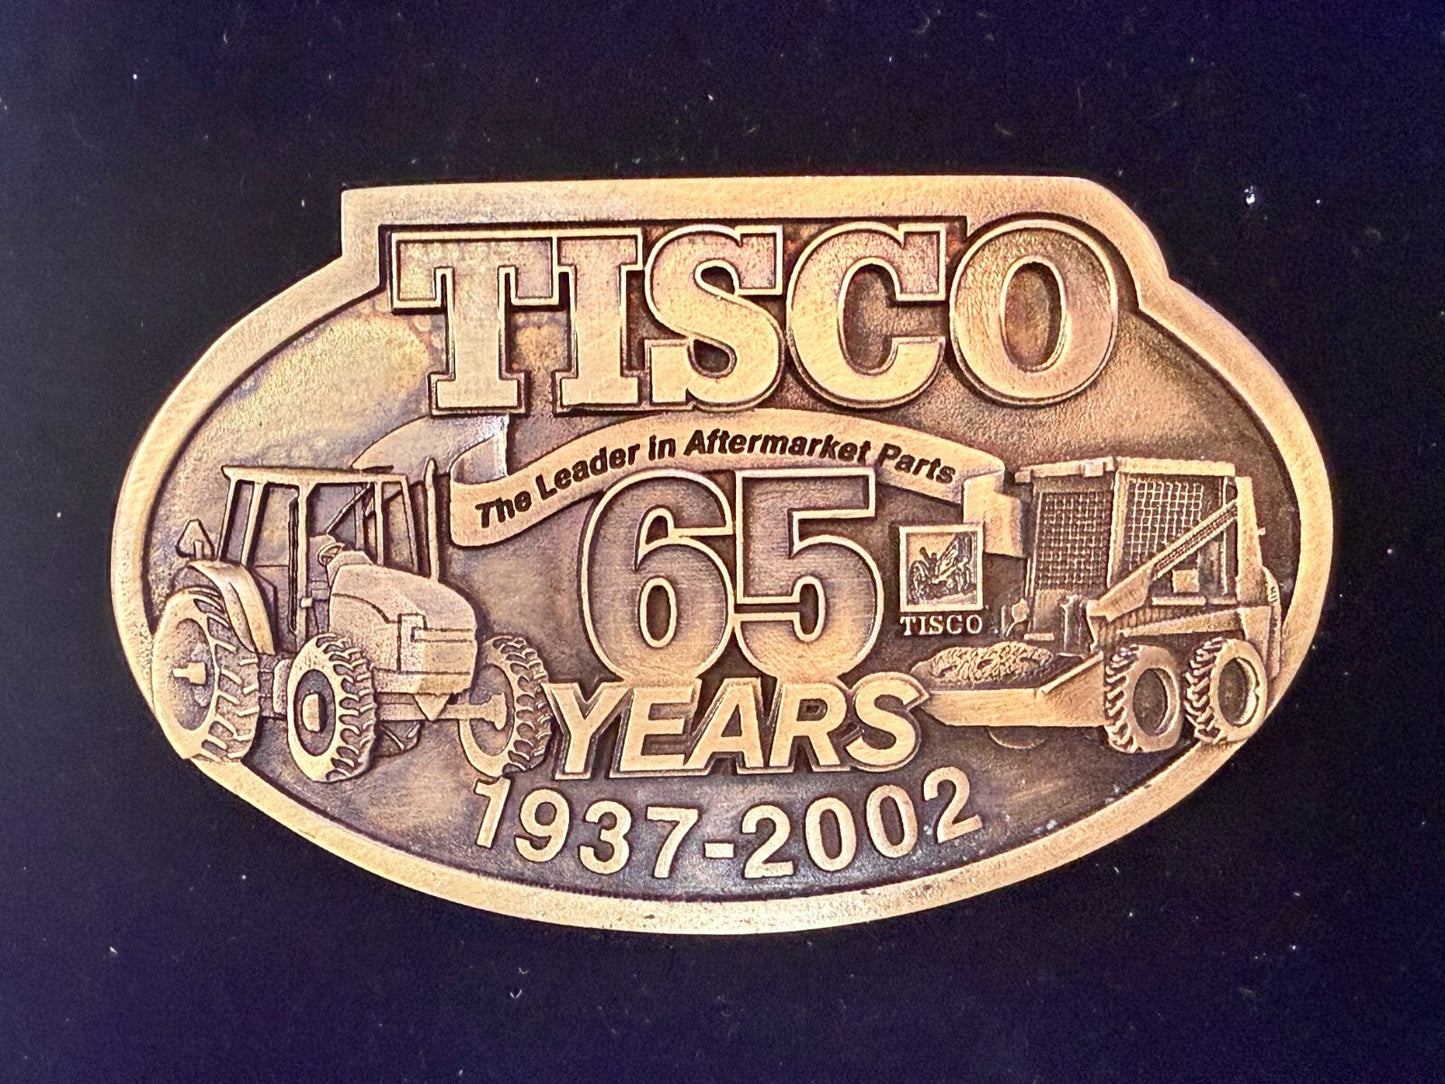 TISCO
The Leader in Aftermarket Parts
65
TISCO
YEARS
1937-2002